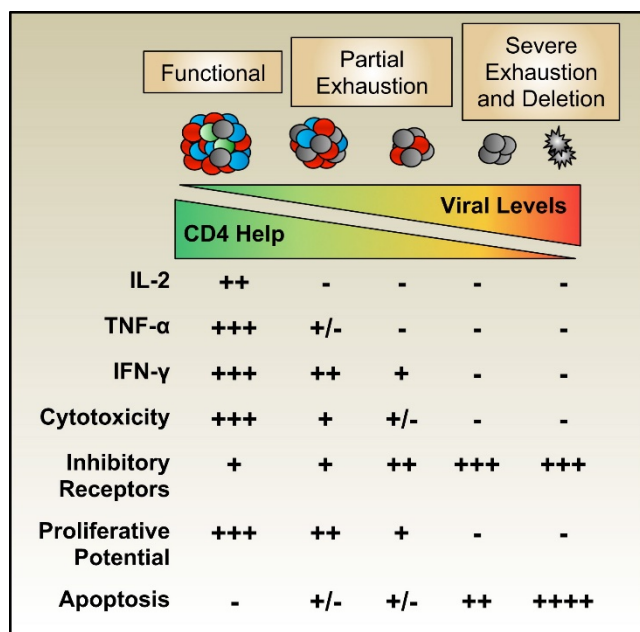 Functional
Partial
Exhaustion
Severe
Exhaustion
and Deletion
Viral Levels
CD4 Help
IL-2 ++ - - - -
TNF-α +++ +/- - - -
IFN-γ +++ ++ + - -
Cytotoxicity +++ + +/- - -
Inhibitory
Receptors + + ++ +++ +++
Proliferative
Potential +++ ++ + - -
Apoptosis - +/- +/- ++ ++++